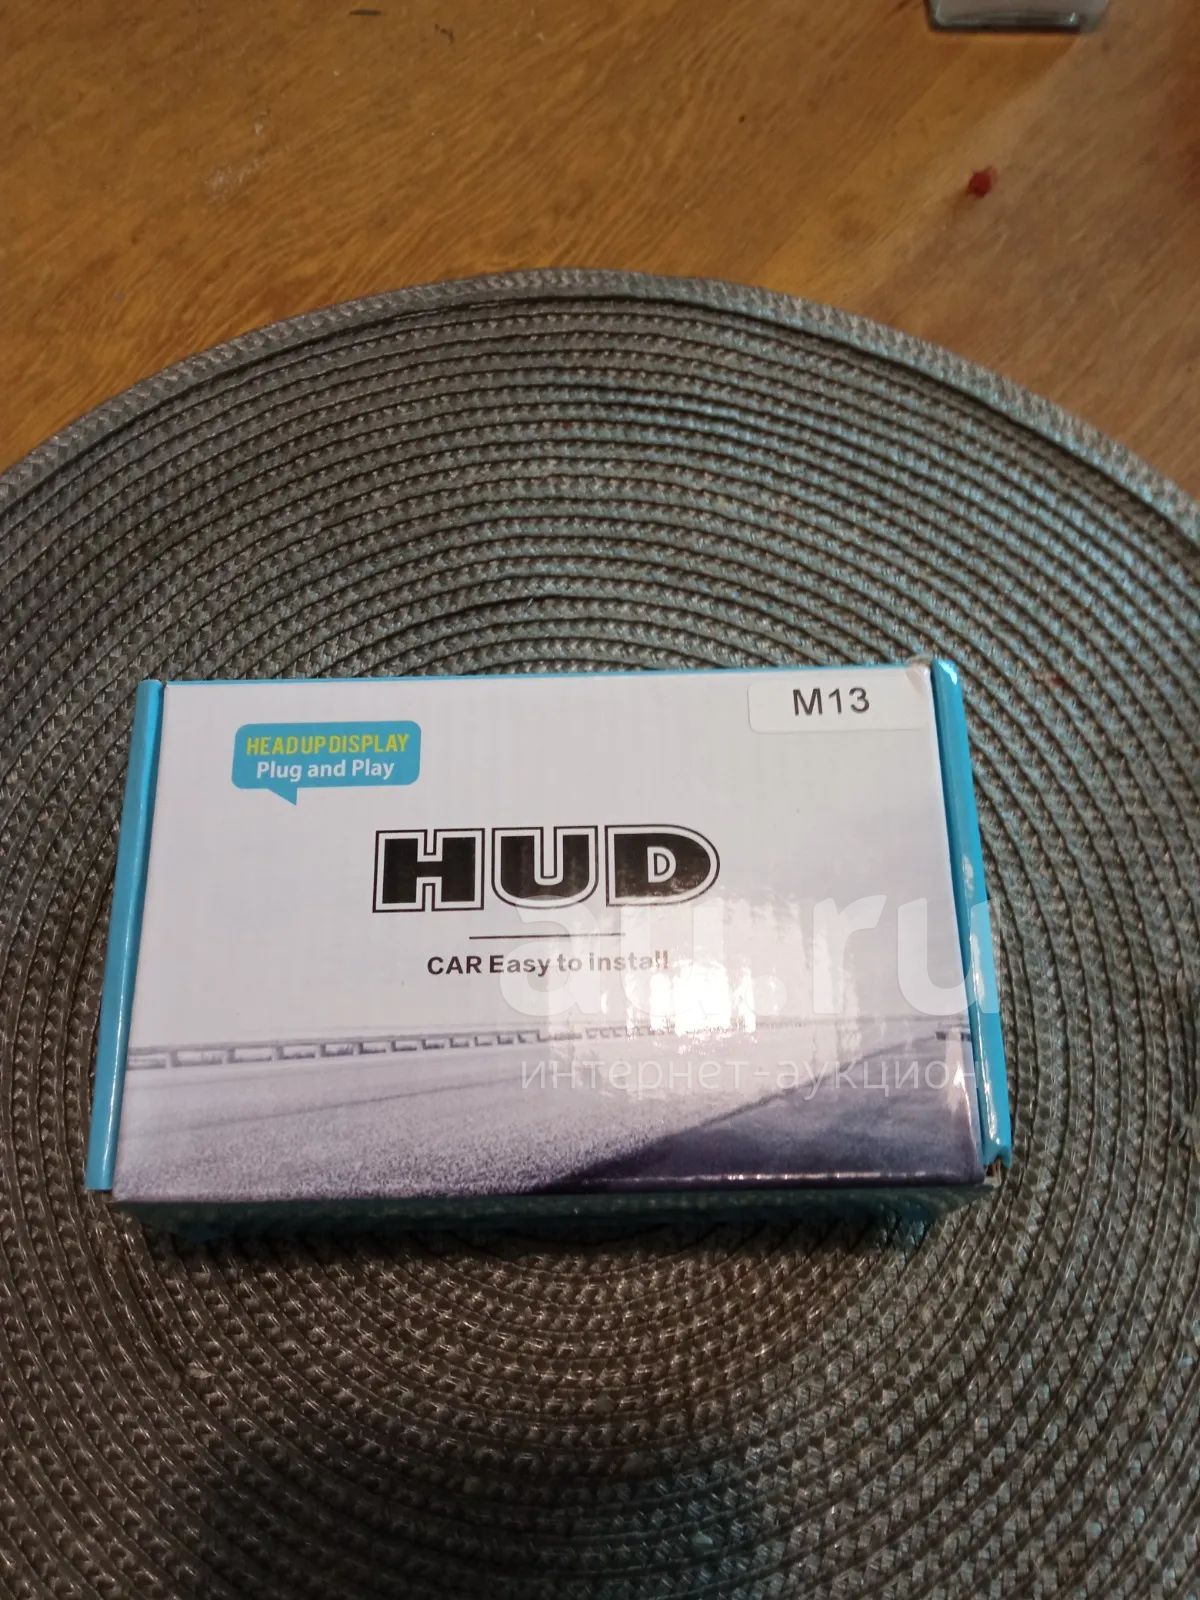 M13
HEAD UP DISPLAY
Plug and Play
HUD
CAR Easy to install
au.ru
интернет-аукцион